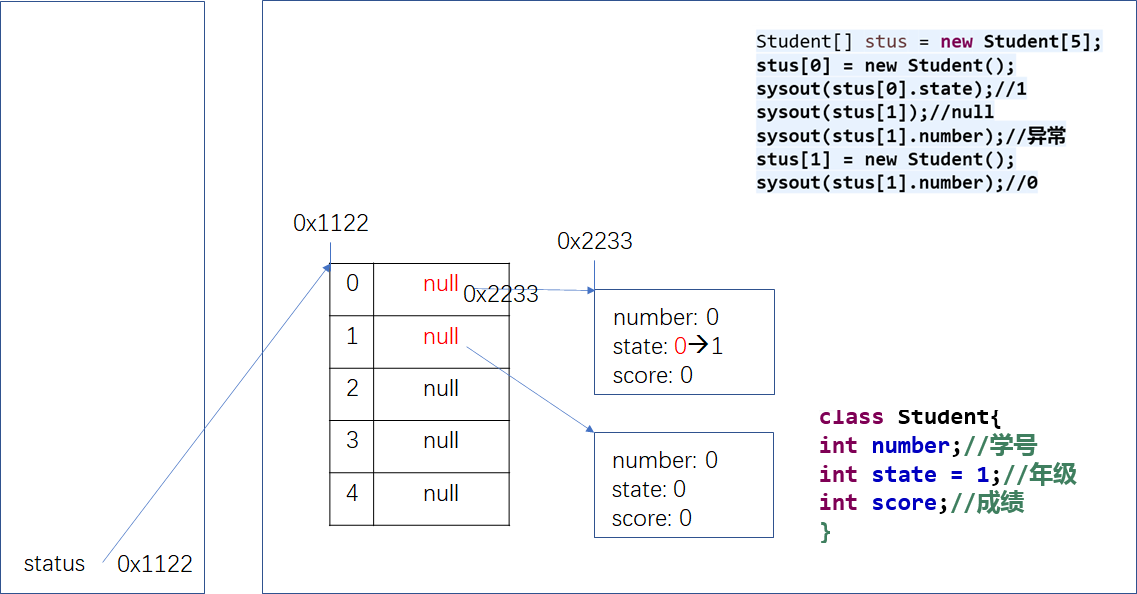 Student[] stus = new Student[5];
stus[0] = new Student();
sysout(stus[0].state);//1
sysout(stus[1]);//null
sysout(stus[1].number);//异常
stus[1] = new Student();
sysout(stus[1].number);//0
0x1122
0x2233
0 null 0x2233
1 null
2 null
3 null
4 null
number: 0
state: 0→1
score: 0
number: 0
state: 0
score: 0
class Student{
int number;//学号
int state = 1;//年级
int score;//成绩
}
status 0x1122